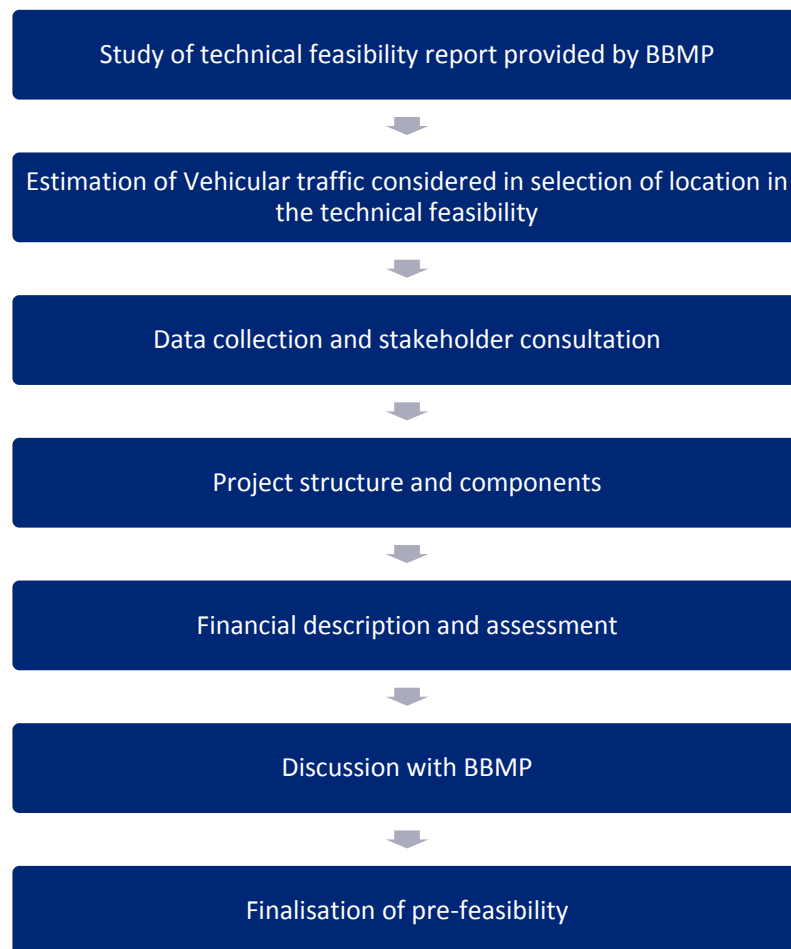 Study of technical feasibility report provided by BBMP
Estimation of Vehicular traffic considered in selection of location in
the technical feasibility
Data collection and stakeholder consultation
Project structure and components
Financial description and assessment
Discussion with BBMP
Finalisation of pre-feasibility